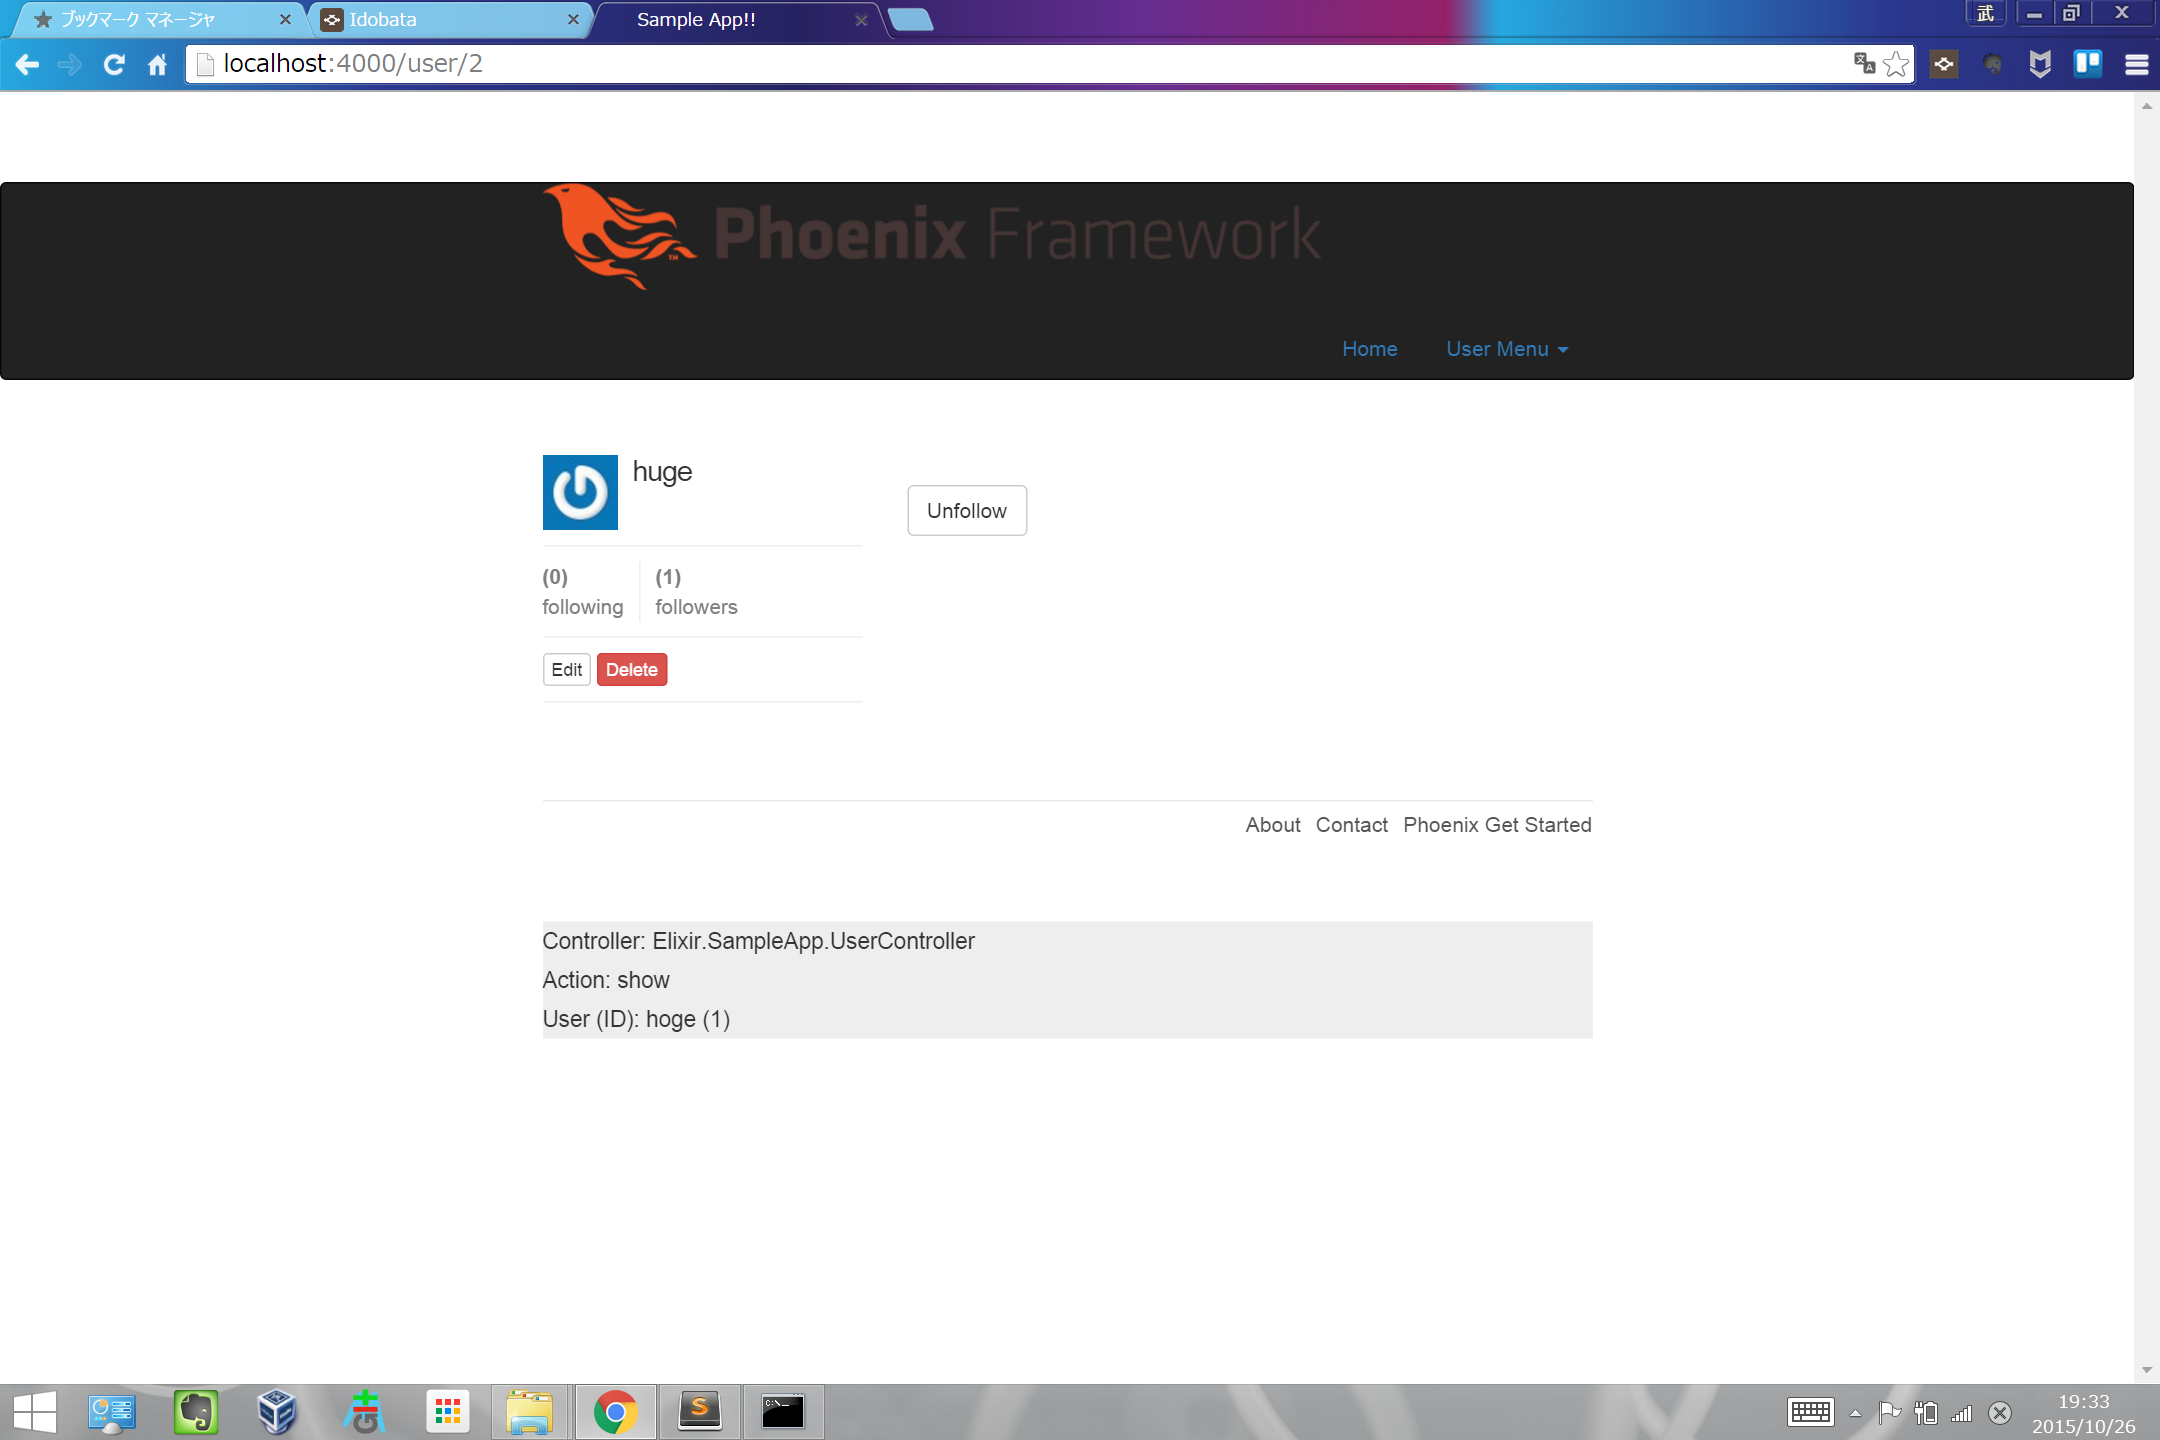 ブックマーク マネージャ
Idobata
Sample App!!
武
localhost:4000/user/2
Phoenix Framework
TM
Home
User Menu
huge
Unfollow
(0)
(1)
following
followers
Edit
Delete
About
Contact
Phoenix Get Started
Controller: Elixir.SampleApp.UserController
Action: show
User (ID): hoge (1)
19:33
2015/10/26